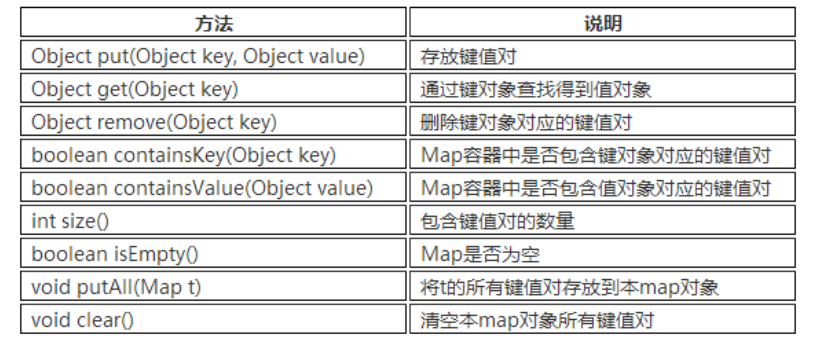 方法 说明
Object put(Object key, Object value) 存放键值对
Object get(Object key) 通过键对象查找得到值对象
Object remove(Object key) 删除键对象对应的键值对
boolean containsKey(Object key) Map容器中是否包含键对象对应的键值对
boolean containsValue(Object value) Map容器中是否包含值对象对应的键值对
int size() 包含键值对的数量
boolean isEmpty() Map是否为空
void putAll(Map t) 将t的所有键值对存放到本map对象
void clear() 清空本map对象所有键值对